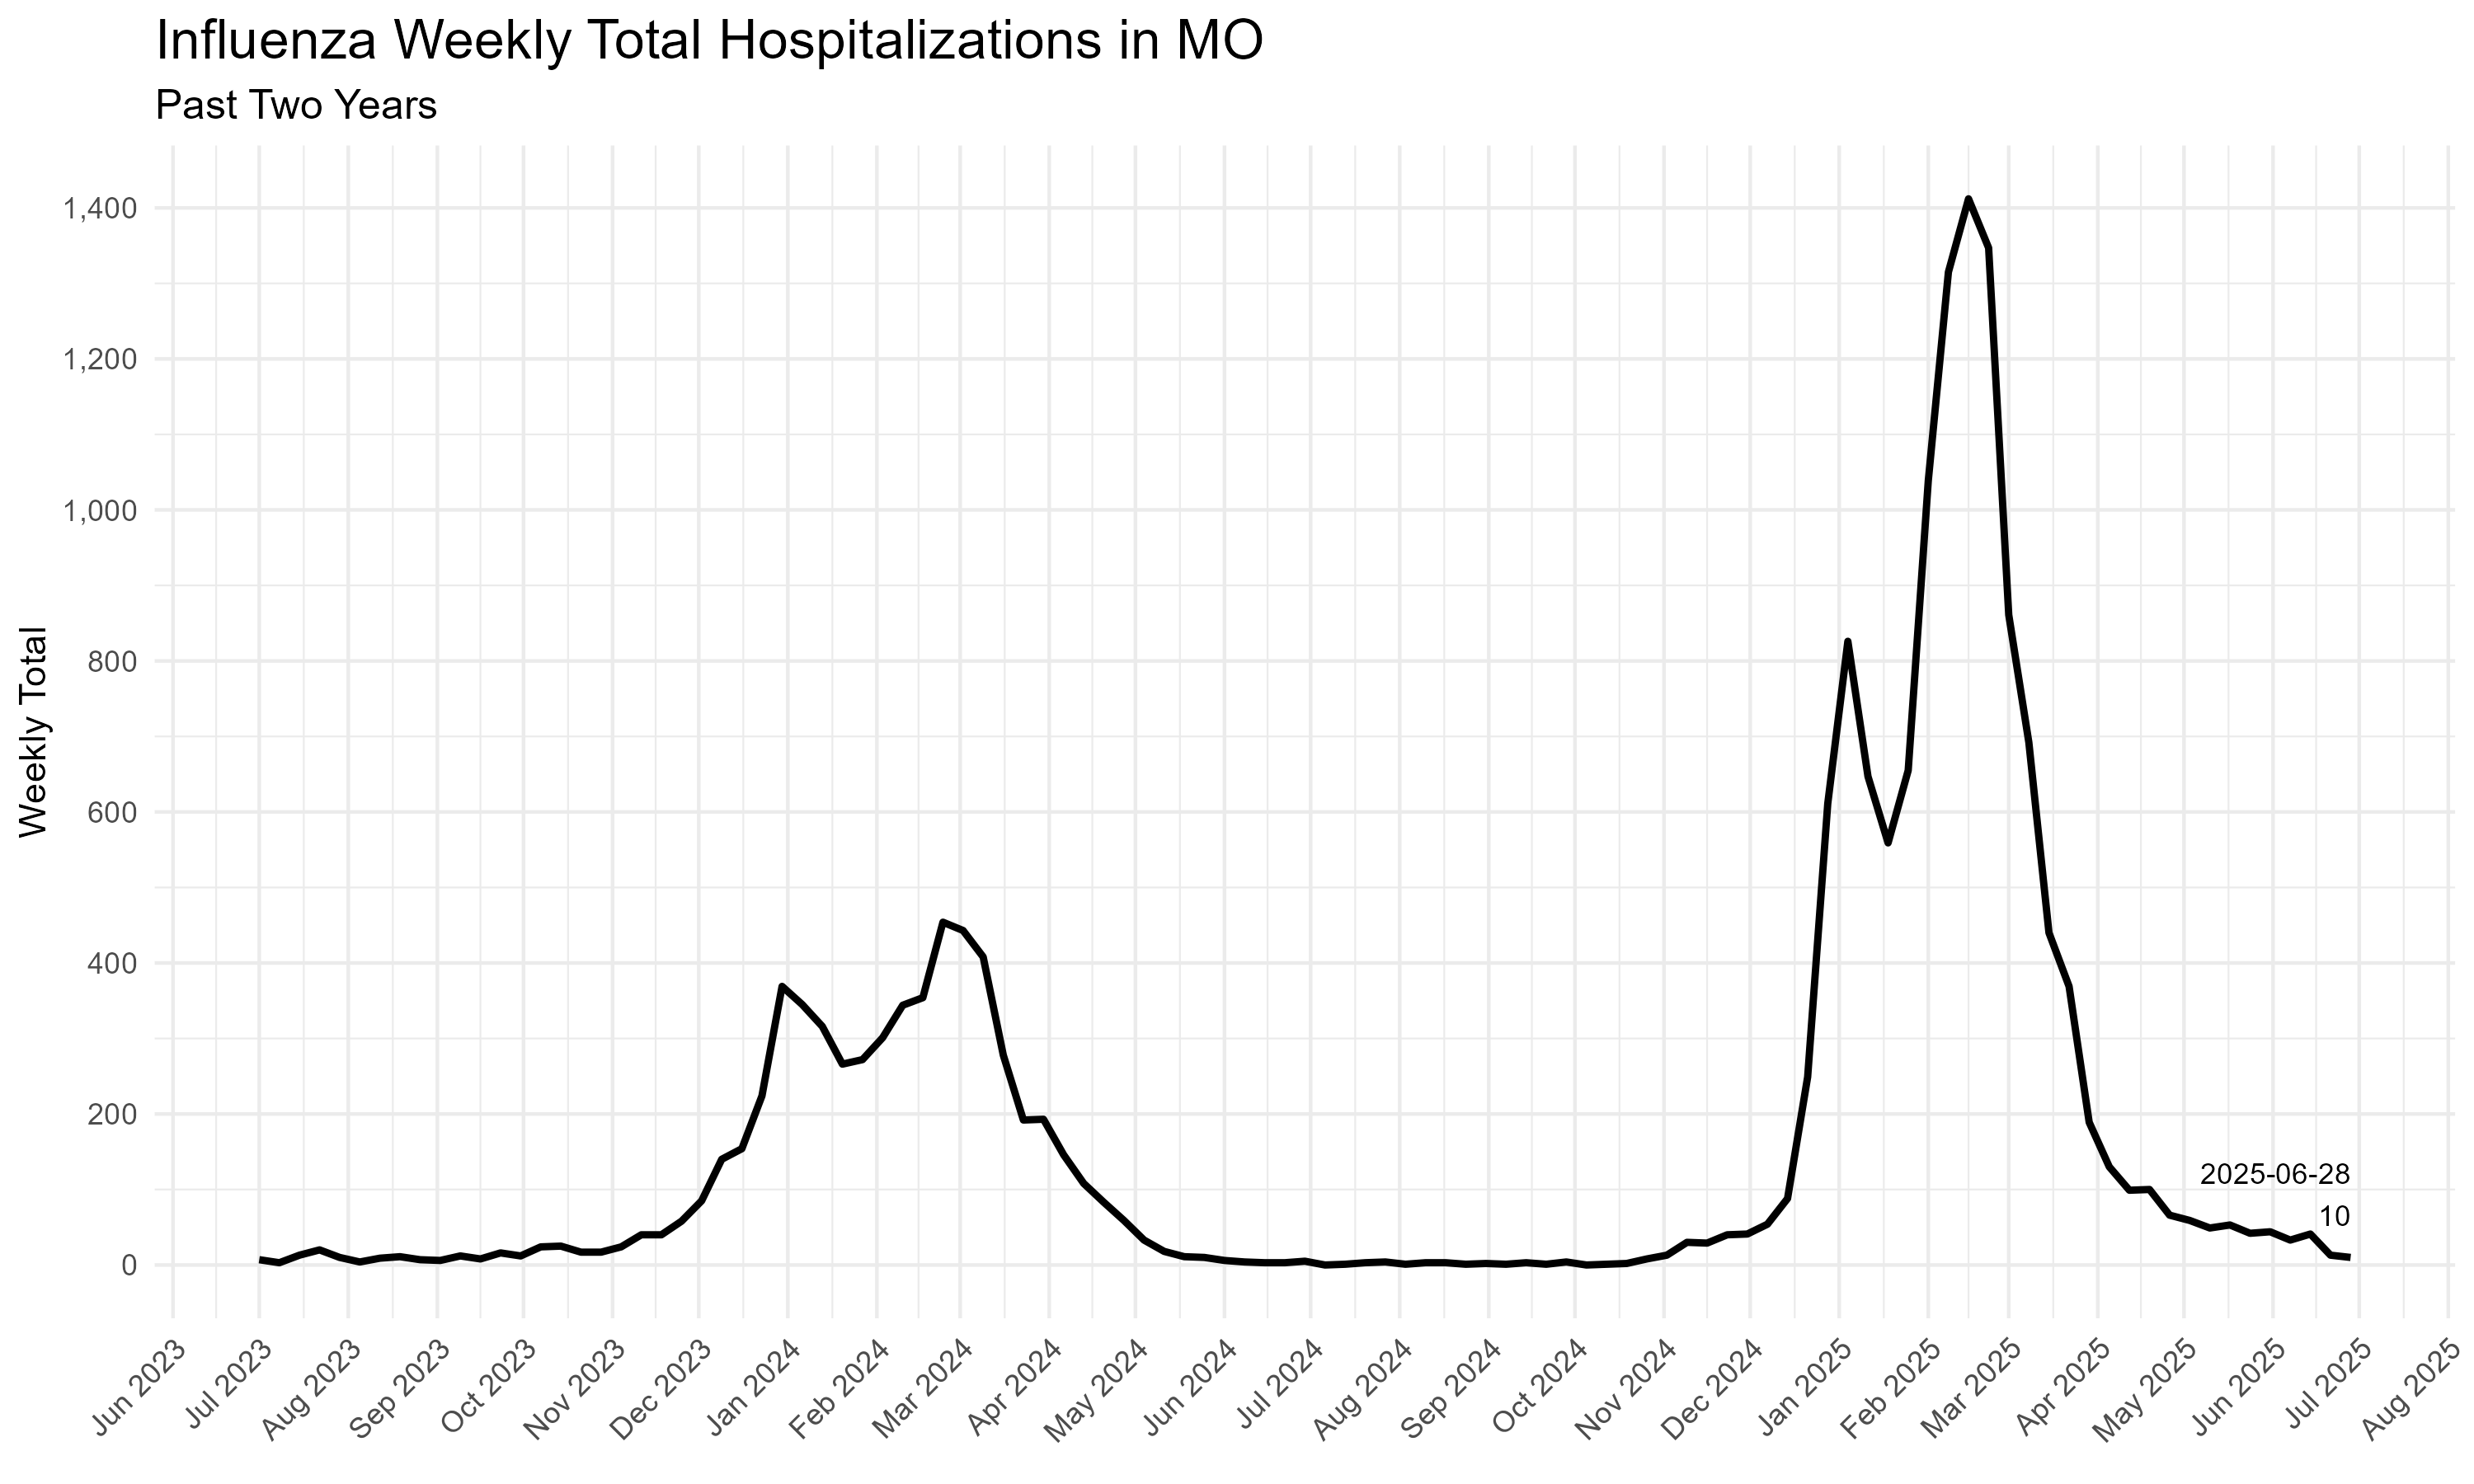 Influenza Weekly Total Hospitalizations in MO
Past Two Years
Weekly Total
1,400
1,200
1,000
800
600
400
200
0
2025-06-28
10
Jun 2023
Jul 2023
Aug 2023
Sep 2023
Oct 2023
Nov 2023
Dec 2023
Jan 2024
Feb 2024
Mar 2024
Apr 2024
May 2024
Jun 2024
Jul 2024
Aug 2024
Sep 2024
Oct 2024
Nov 2024
Dec 2024
Jan 2025
Feb 2025
Mar 2025
Apr 2025
May 2025
Jun 2025
Jul 2025
Aug 2025